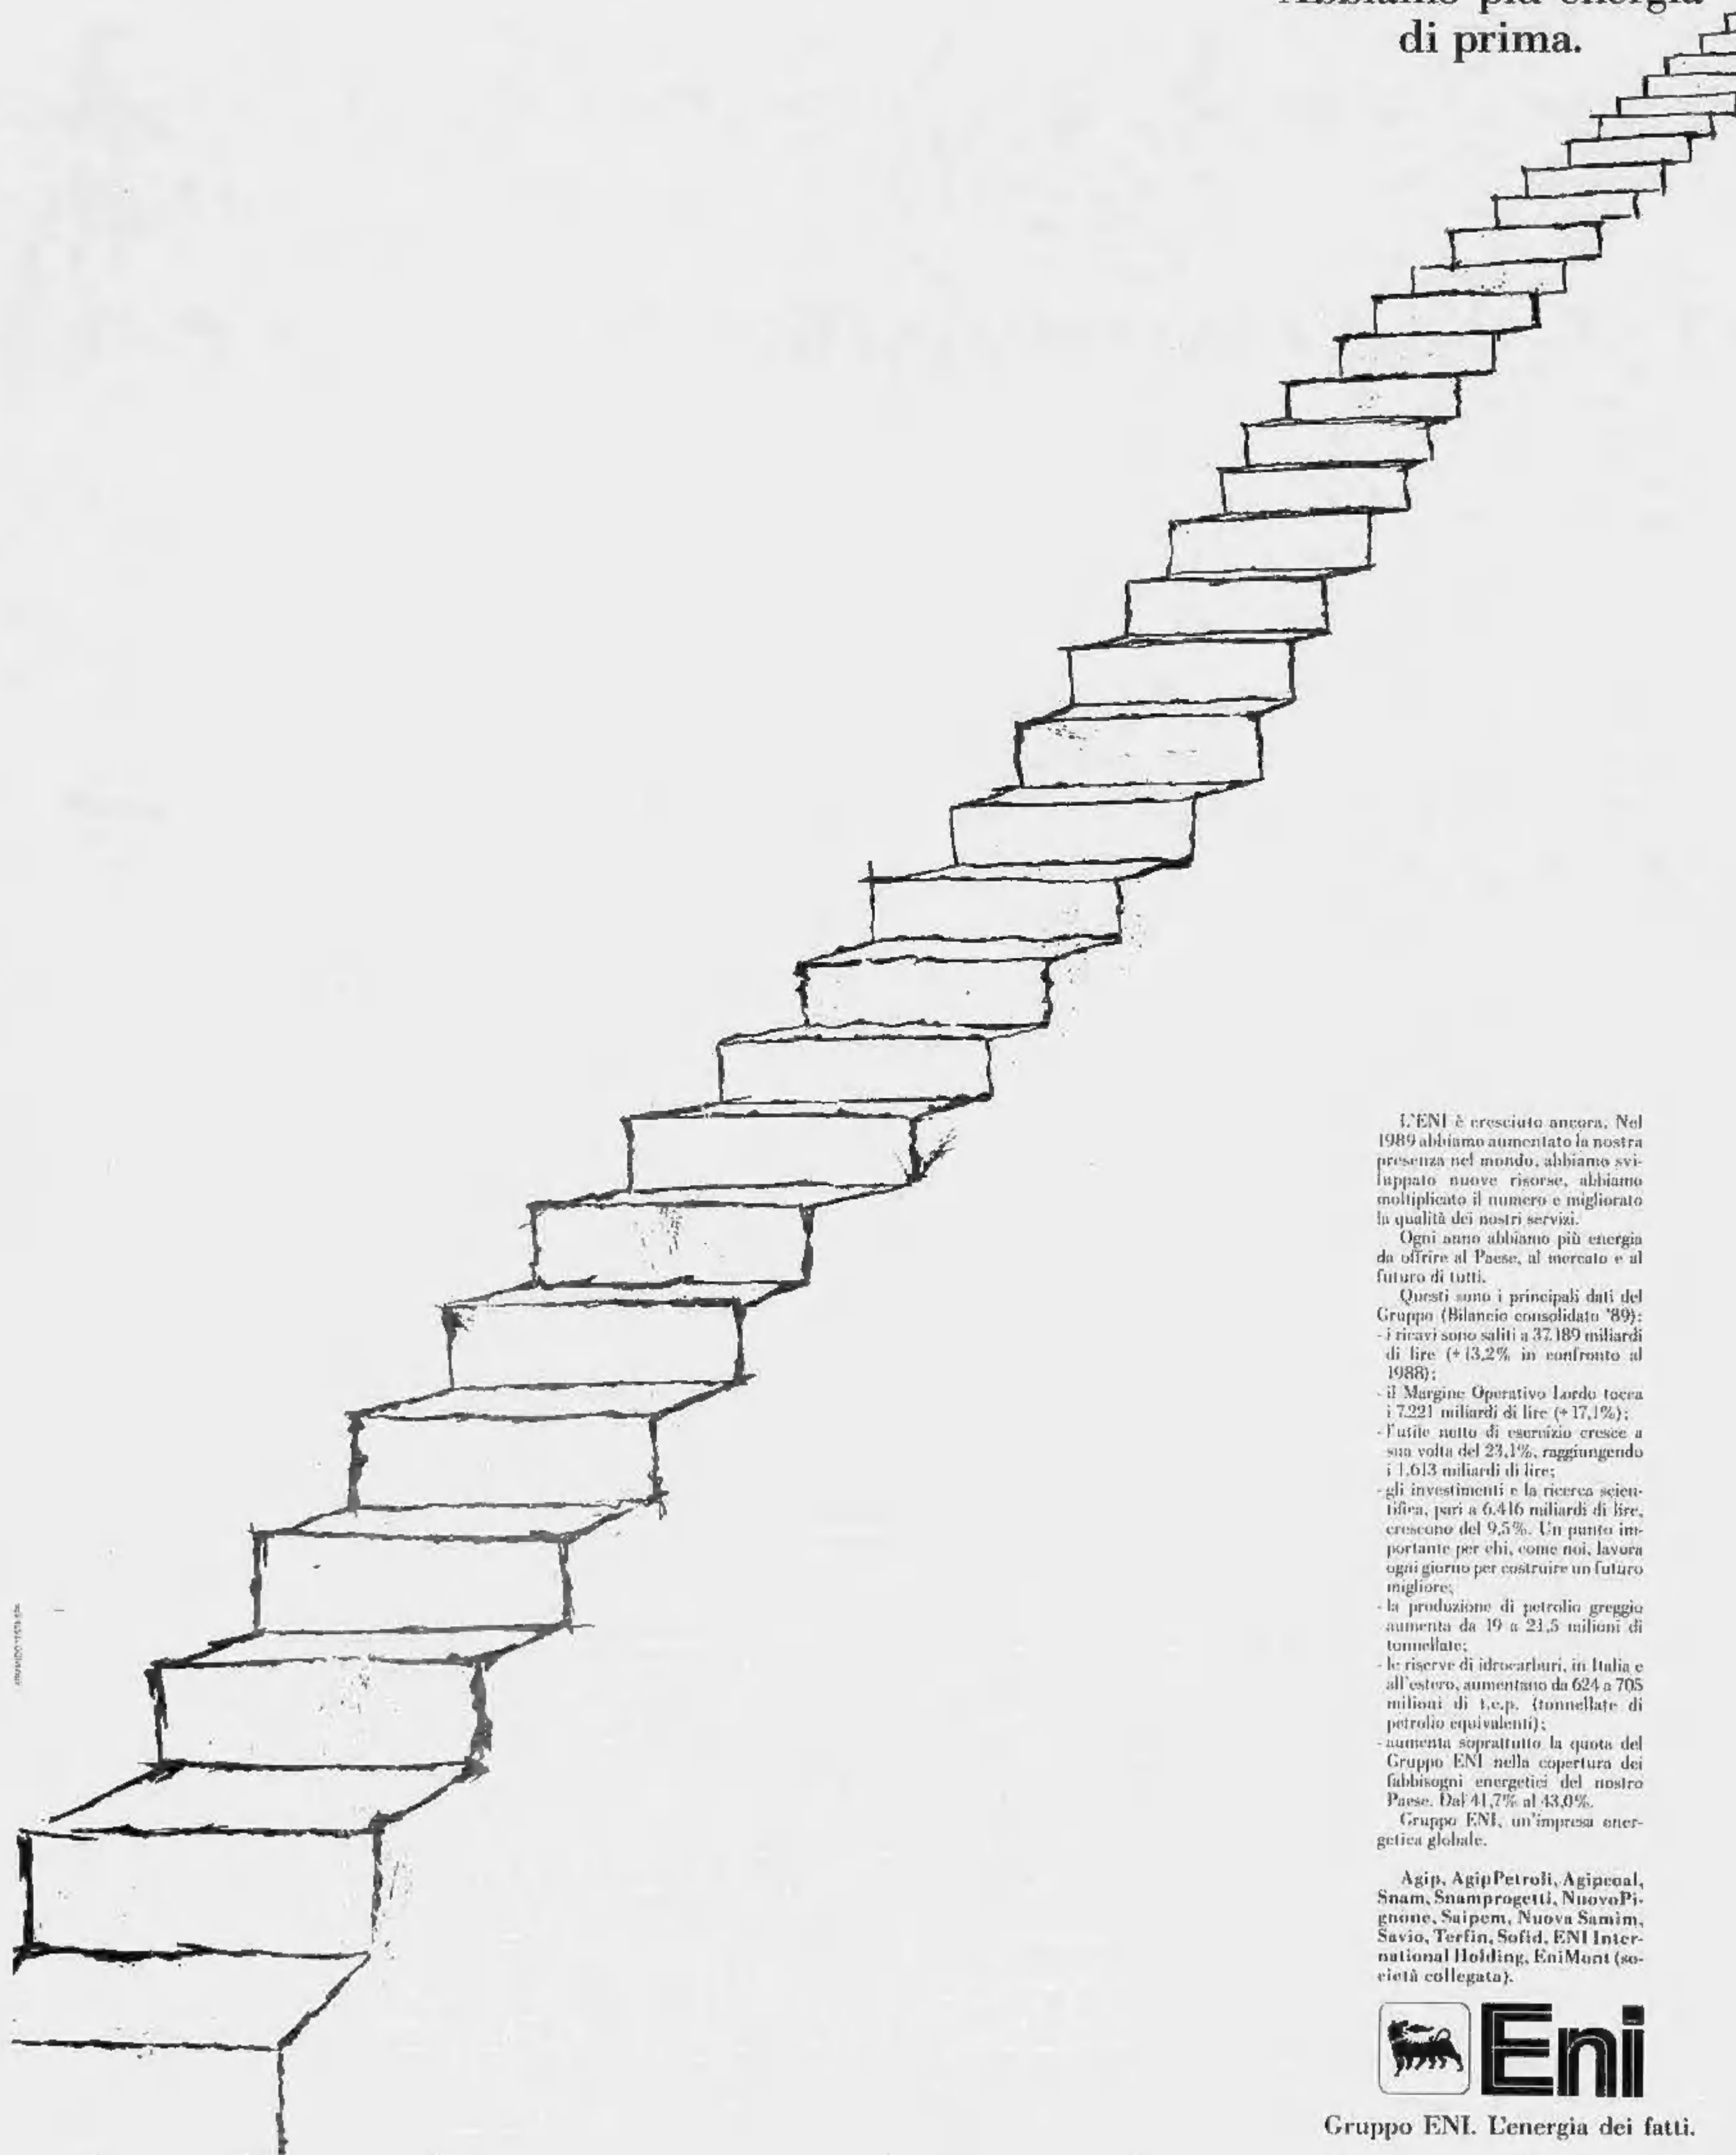 Abbiamo più energia
di prima.
L'ENI è cresciuto ancora. Nel
1989 abbiamo aumentato la nostra
presenza nel mondo, abbiamo svi-
luppato nuove risorse, abbiamo
moltiplicato il numero e migliorato
la qualità dei nostri servizi.
Ogni anno abbiamo più energia
da offrire al Paese, al mercato e al
futuro di tutti.
Questi sono i principali dati del
Gruppo (Bilancio consolidato '89):
- i ricavi sono saliti a 37.189 miliardi
di lire (+13,2% in confronto al
1988);
- il Margine Operativo Lordo tocca
i 7.221 miliardi di lire (+17,1%);
- l'utile netto di esercizio cresce a
sua volta del 23,1%, raggiungendo
i 1.613 miliardi di lire;
- gli investimenti e la ricerca scien-
tifica, pari a 6.416 miliardi di lire,
crescono del 9,5%. Un punto im-
portante per chi, come noi, lavora
ogni giorno per costruire un futuro
migliore;
- la produzione di petrolio greggio
aumenta da 19 a 21,5 milioni di
tonnellate;
- le riserve di idrocarburi, in Italia e
all'estero, aumentano da 624 a 705
milioni di t.e.p. (tonnellate di
petrolio equivalenti);
- aumenta soprattutto la quota del
Gruppo ENI nella copertura dei
fabbisogni energetici del nostro
Paese. Dal 41,7% al 43,0%.
Gruppo ENI, un'impresa ener-
getica globale.
Agip, AgipPetroli, Agipcoal,
Snam, Snamprogetti, NuovoPi-
gnone, Saipem, Nuova Samim,
Savio, Terfin, Sofid, ENI Inter-
national Holding, EniMont (so-
cietà collegata).
Eni
Gruppo ENI. L'energia dei fatti.